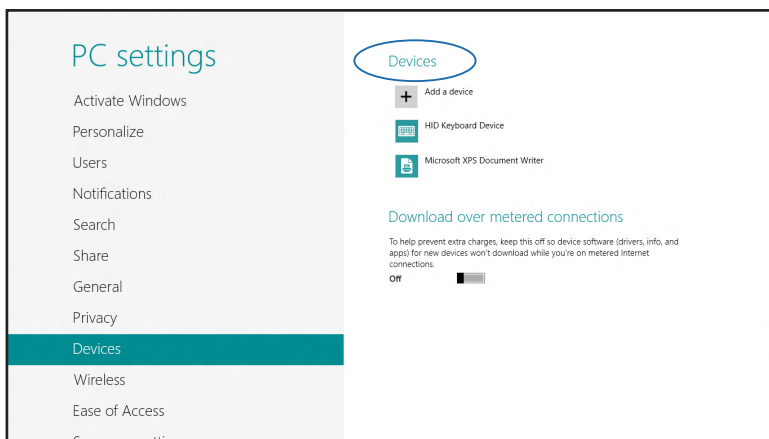 PC settings
Activate Windows
Personalize
Users
Notifications
Search
Share
General
Privacy
Devices
Wireless
Ease of Access
Devices
Add a device
HID Keyboard Device
Microsoft XPS Document Writer
Download over metered connections
To help prevent extra charges, keep this off so device software (drivers, info, and
apps) for new devices won't download while you're on metered Internet
connections.
Off